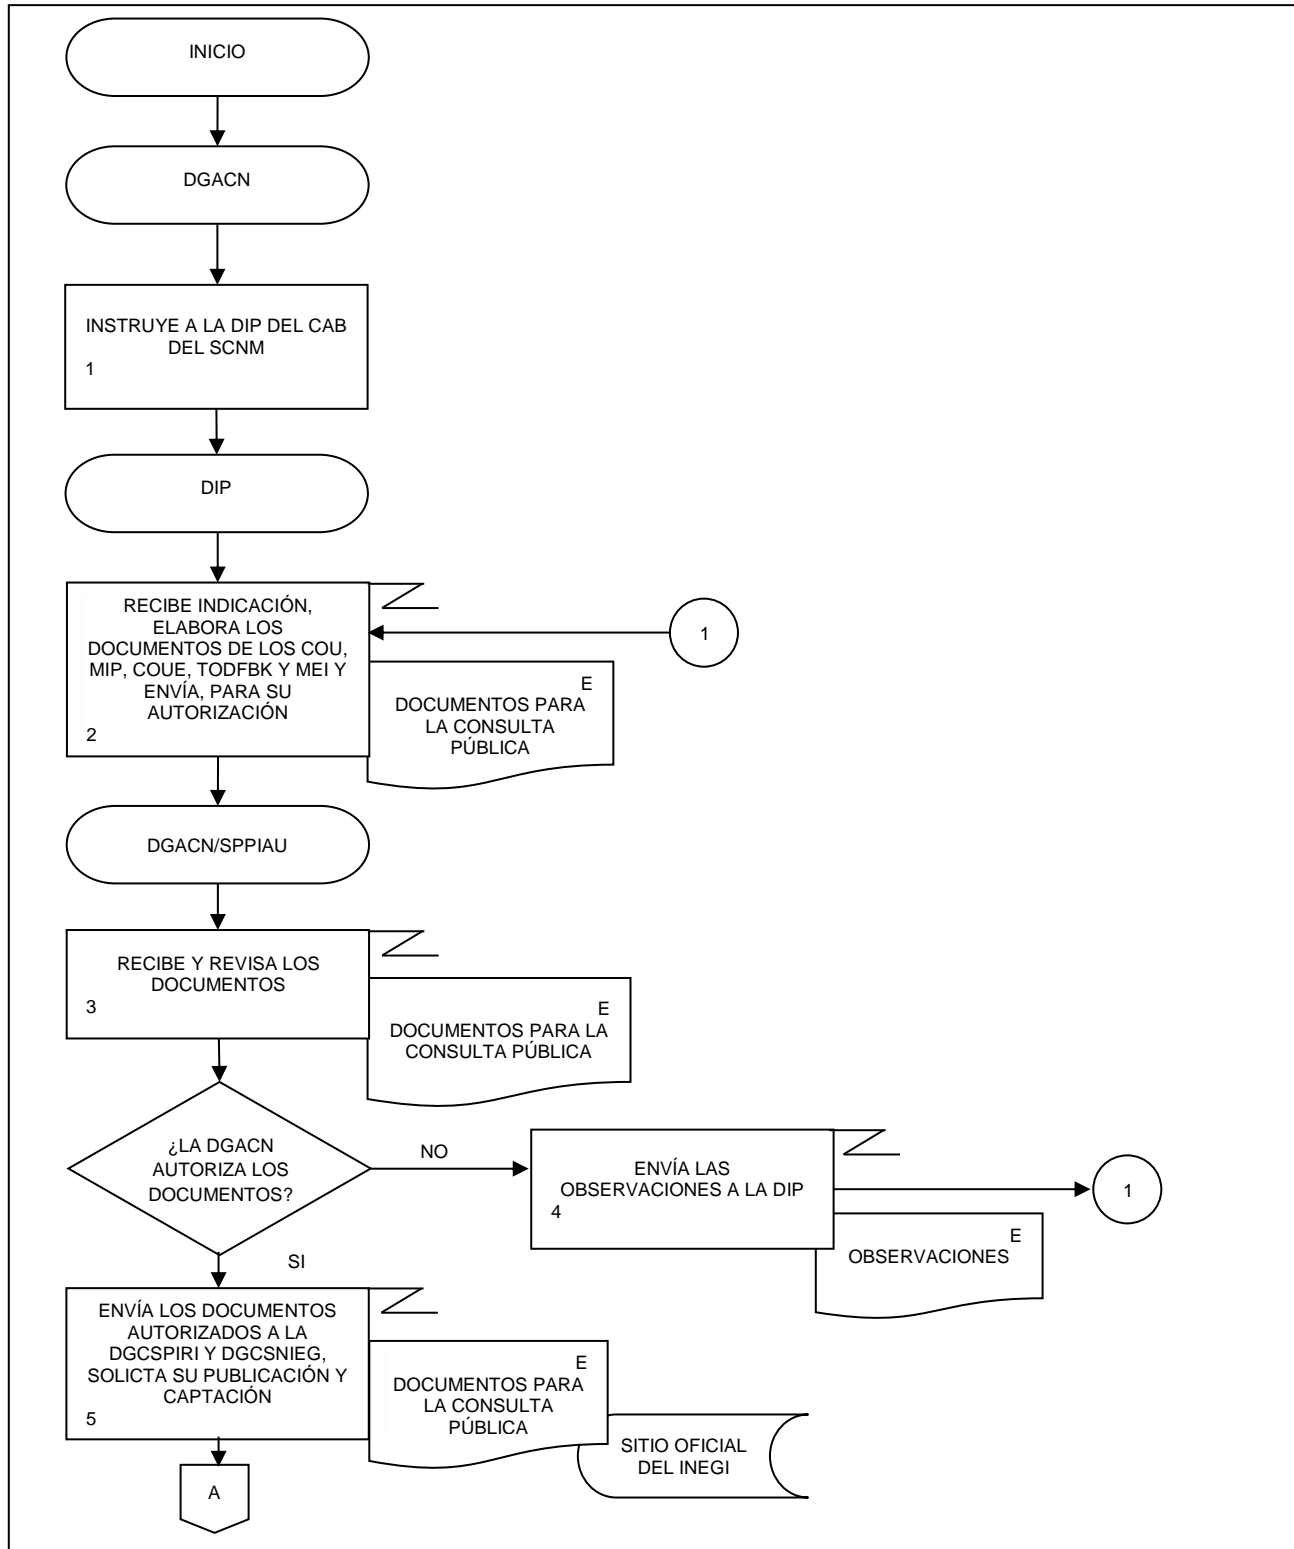 INICIO
DGACN
INSTRUYE A LA DIP DEL CAB
DEL SCNM
1
DIP
RECIBE INDICACIÓN,
ELABORA LOS
DOCUMENTOS DE LOS COU,
MIP, COUE, TODFBK Y MEI Y
ENVÍA, PARA SU
AUTORIZACIÓN
2
1
E
DOCUMENTOS PARA
LA CONSULTA
PÚBLICA
DGACN/SPPIAU
RECIBE Y REVISA LOS
DOCUMENTOS
3
E
DOCUMENTOS PARA LA
CONSULTA PÚBLICA
¿LA DGACN
AUTORIZA LOS
DOCUMENTOS?
NO
ENVÍA LAS
OBSERVACIONES A LA DIP
4
1
E
OBSERVACIONES
SI
ENVÍA LOS DOCUMENTOS
AUTORIZADOS A LA
DGCSPIRI Y DGCSNIEG,
SOLICTA SU PUBLICACIÓN Y
CAPTACIÓN
5
E
DOCUMENTOS PARA
LA CONSULTA
PÚBLICA
SITIO OFICIAL
DEL INEGI
A